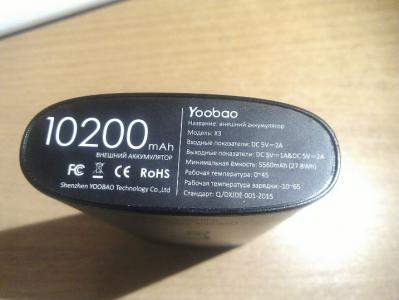 10200mAh
ВНЕШНИЙ АККУМУЛЯТОР
FC CE RoHS
Shenzhen YOOBAO Technology Co.,Ltd
Yoobao
Название: внешний аккумулятор
Модель: X3
Входные показатели: DC 5V⎓2A
Выходные показатели: DC 5V⎓1A&DC 5V⎓2A
Минимальная ёмкость: 5560mAh (27.8WH)
Рабочая температура: 0~45
Рабочая температура зарядки: -10~65
Стандарт: Q/DXJDE 001-2015